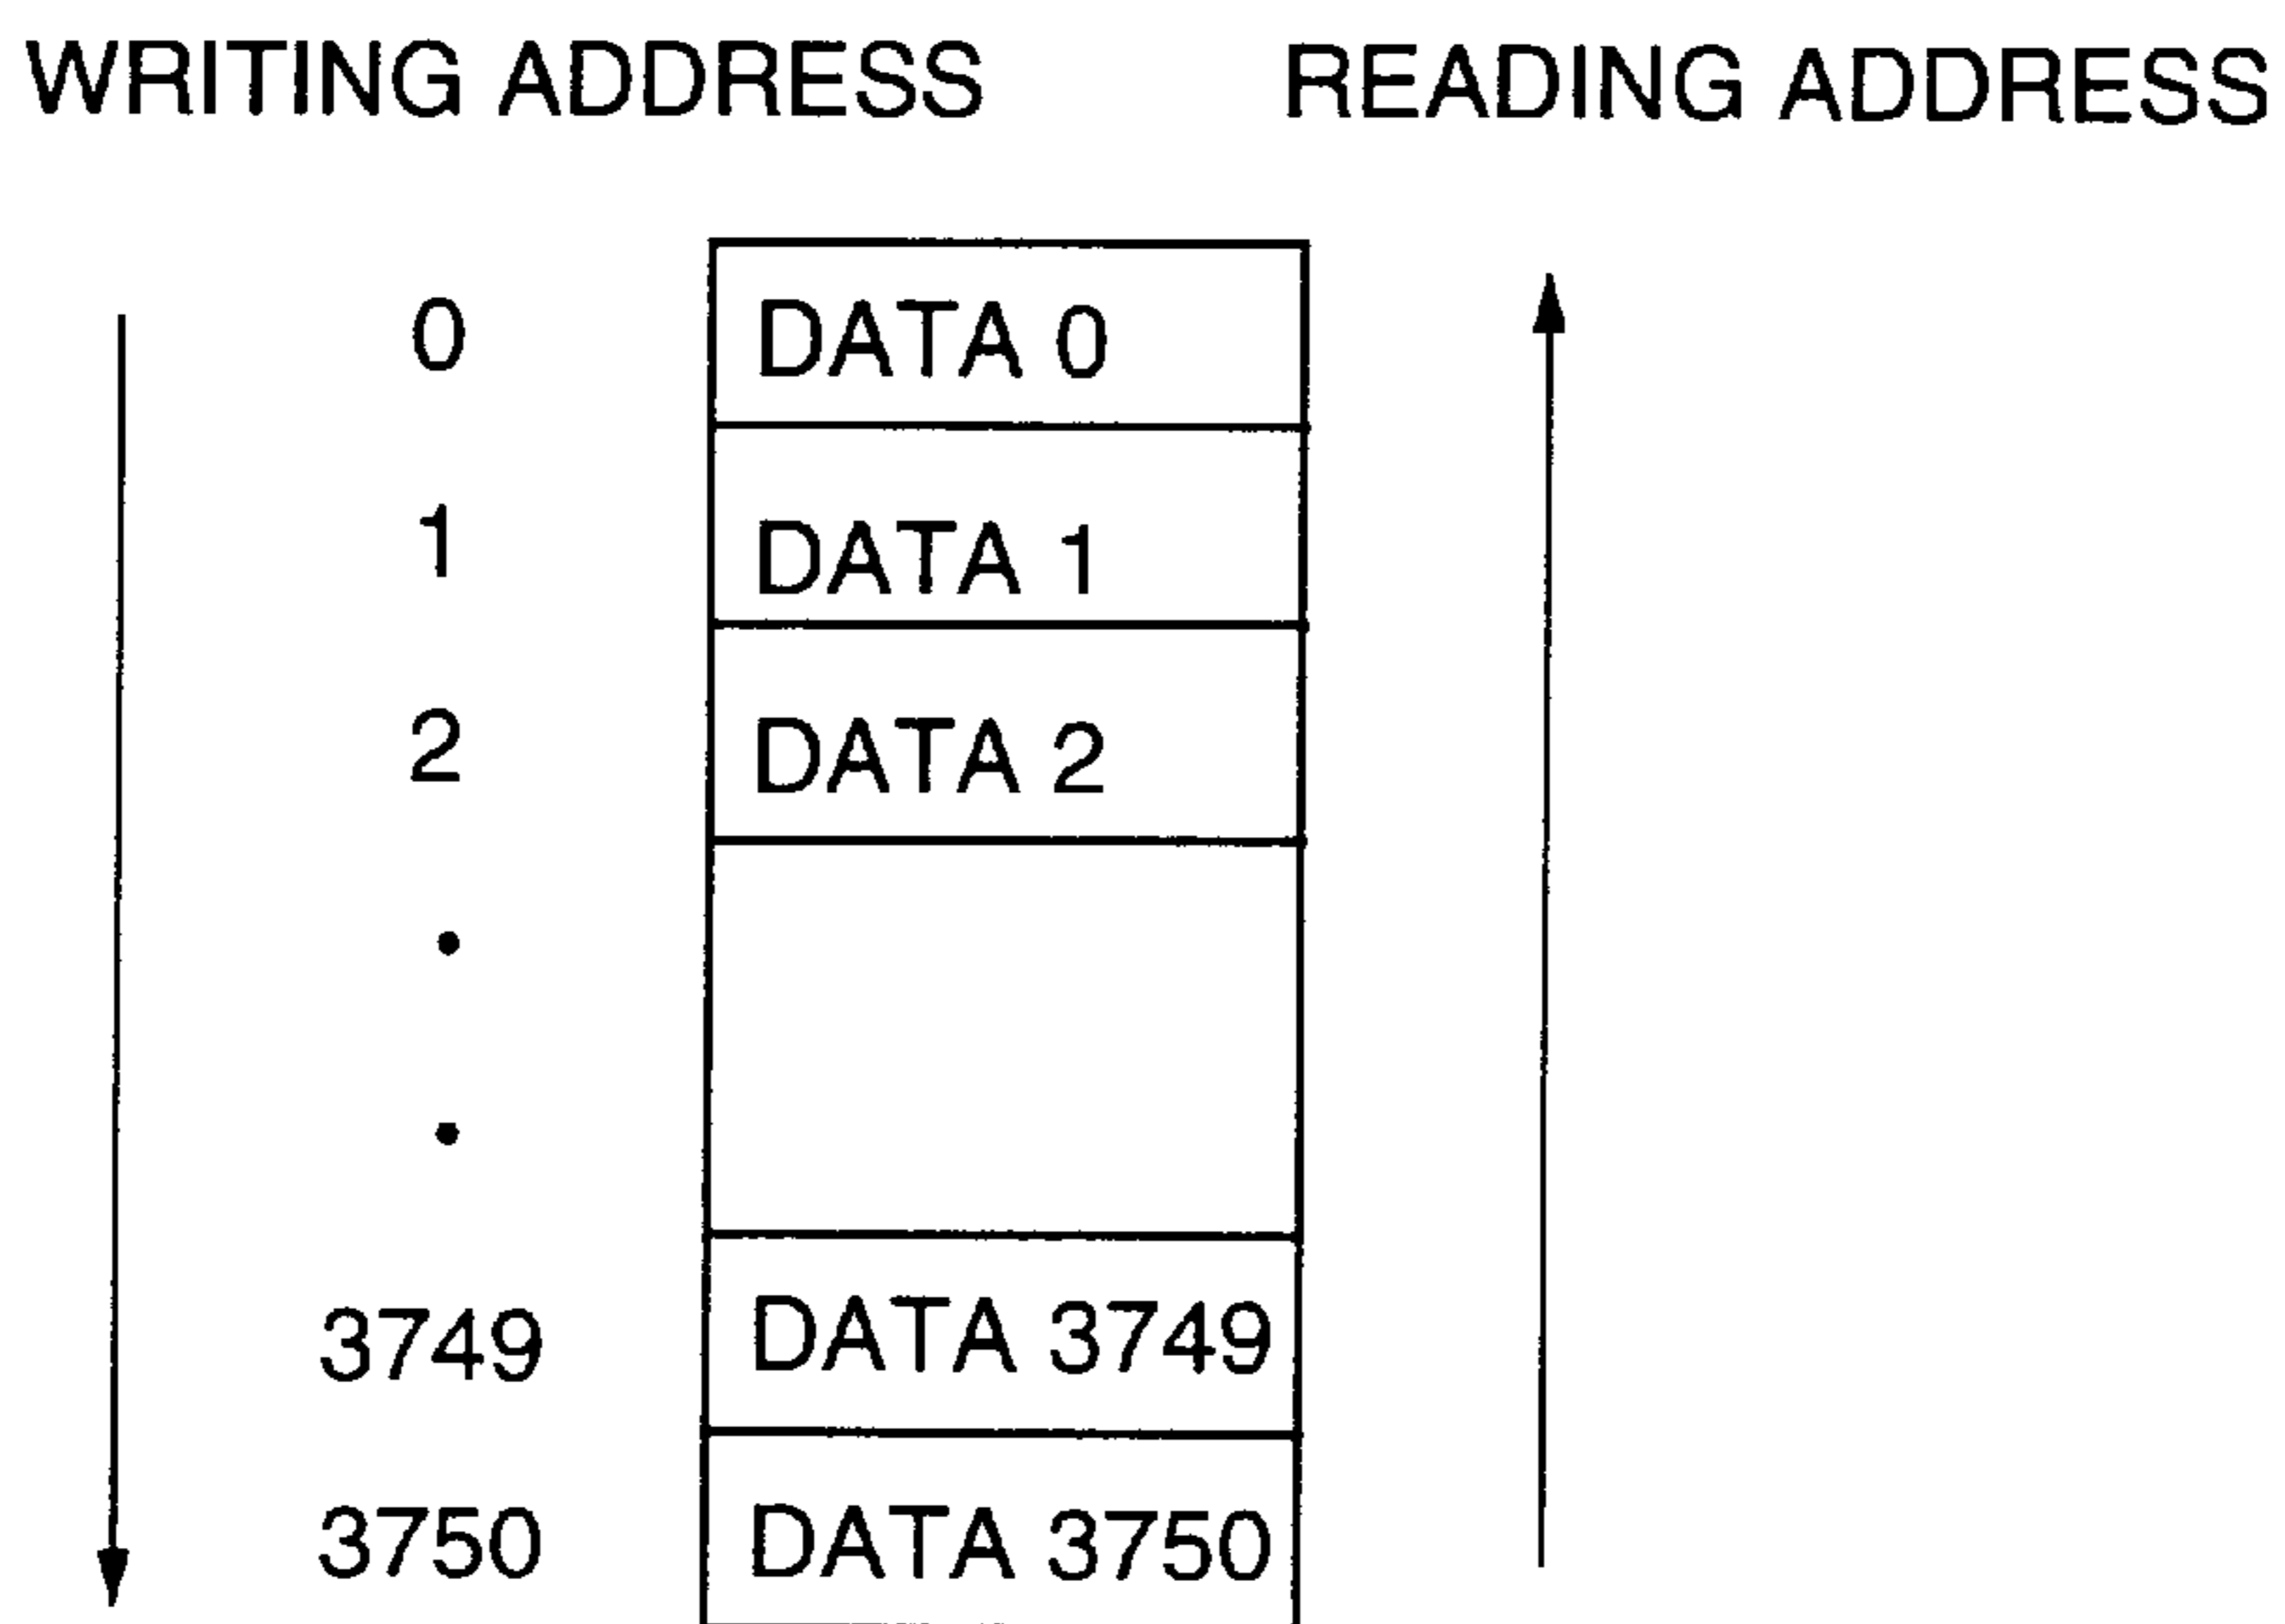 WRITING ADDRESS READING ADDRESS
0 DATA 0
1 DATA 1
2 DATA 2
3749 DATA 3749
3750 DATA 3750